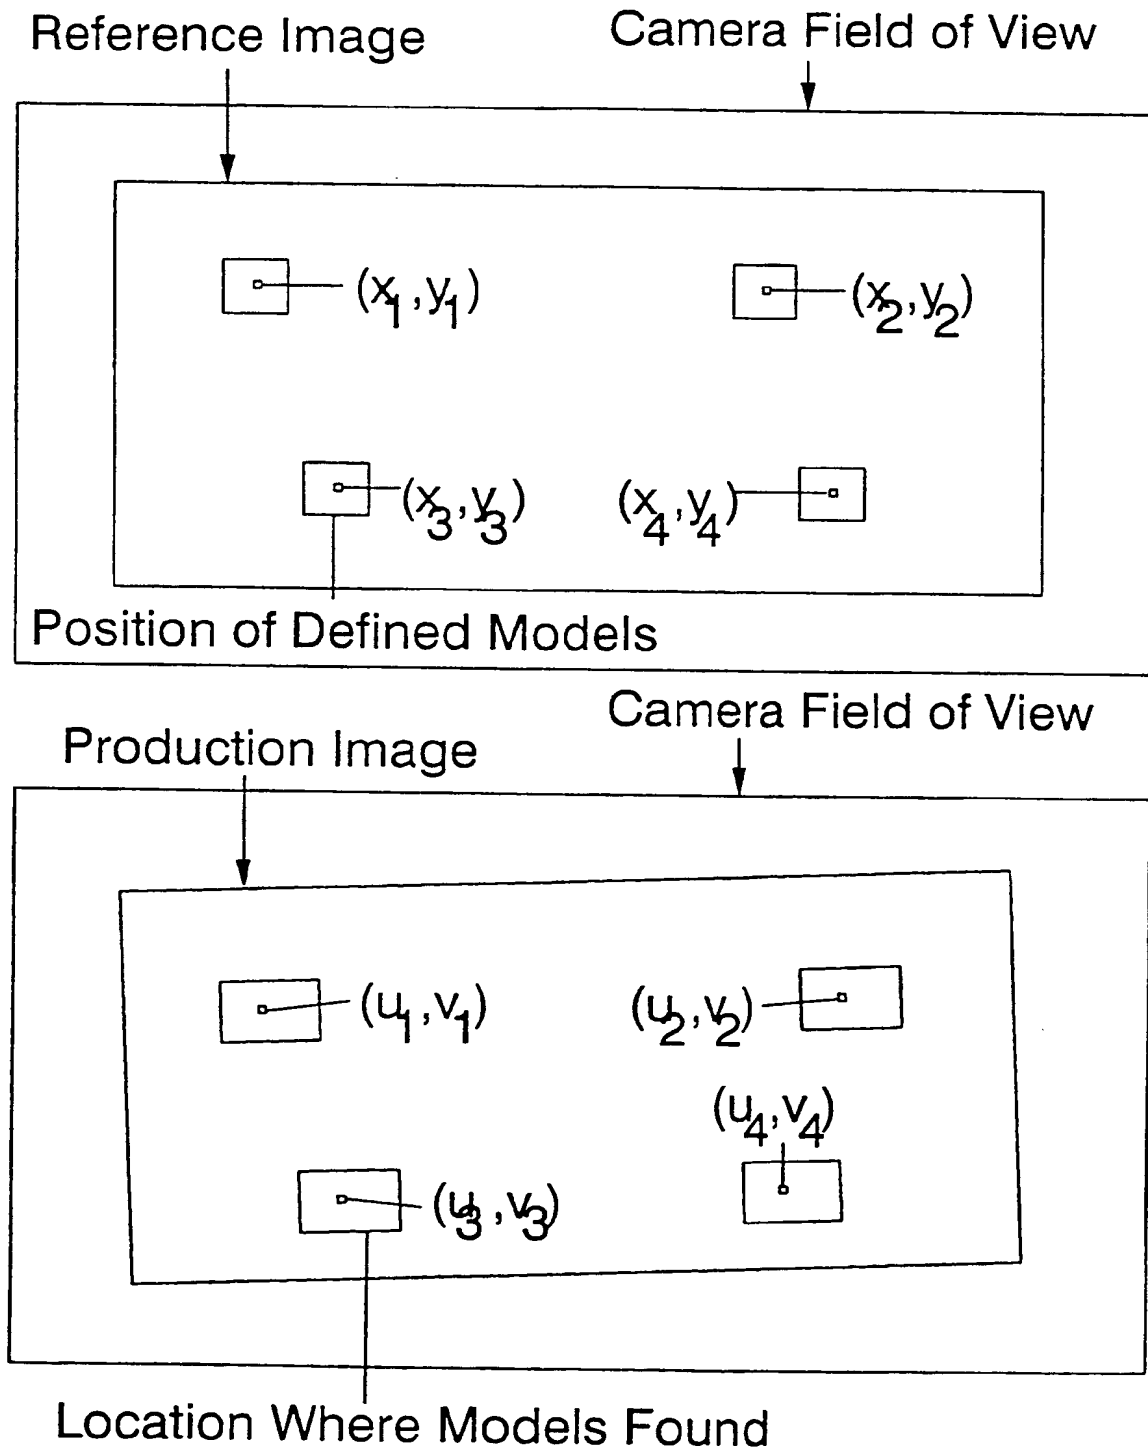 Reference Image
Camera Field of View
(x₁,y₁)
(x₂,y₂)
(x₃,y₃)
(x₄,y₄)
Position of Defined Models
Camera Field of View
Production Image
(u₁,v₁)
(u₂,v₂)
(u₄,v₄)
(u₃,v₃)
Location Where Models Found